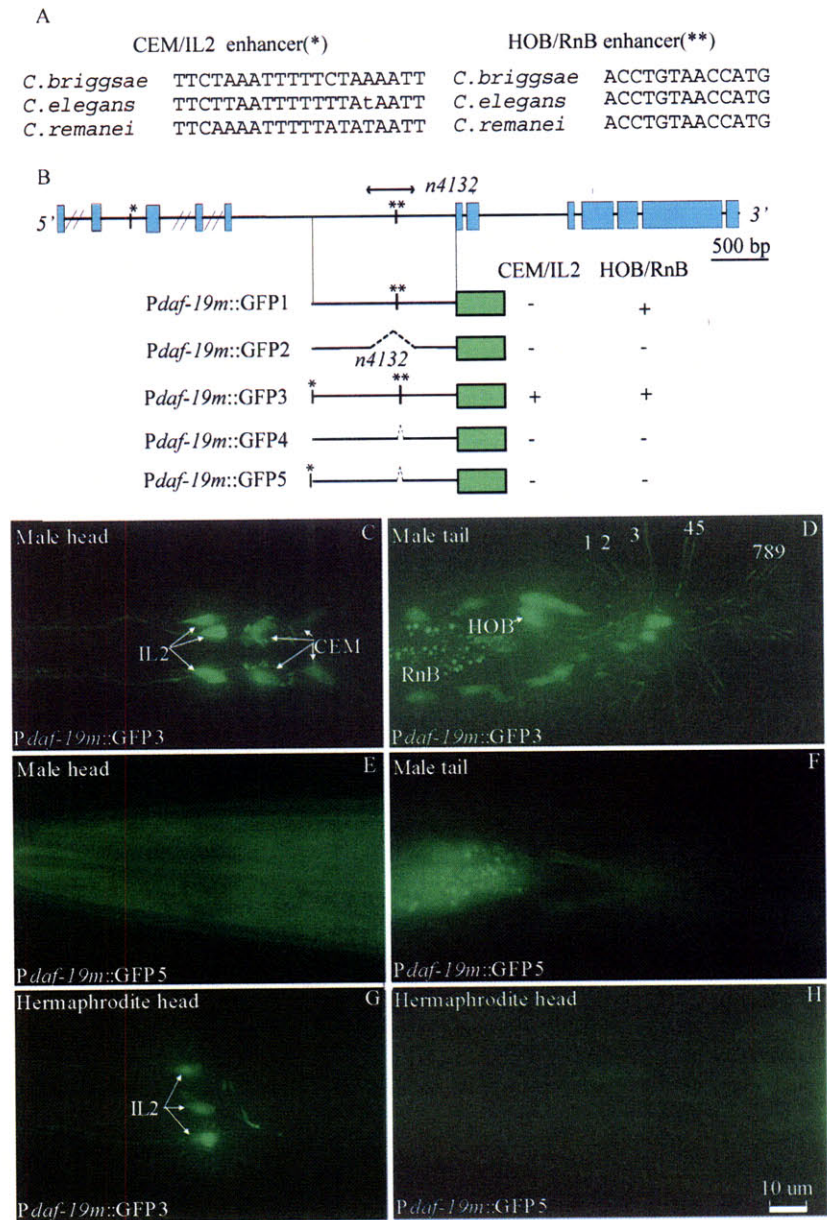 A
CEM/IL2 enhancer(*) HOB/RnB enhancer(**)
C.briggsae TTCTAAATTTTTCTAAAATT C.briggsae ACCTGTAACCATG
C.elegans TTCTTAATTTTTTTAtAATT C.elegans ACCTGTAACCATG
C.remanei TTCAAAATTTTTATATAATT C.remanei ACCTGTAACCATG
B
n4132
* **
5' 3'
500 bp
CEM/IL2 HOB/RnB
**
Pdaf-19m::GFP1 - +
Pdaf-19m::GFP2 - -
n4132
* **
Pdaf-19m::GFP3 + +
Pdaf-19m::GFP4 - -
*
Pdaf-19m::GFP5 - -
Male head C
IL2 CEM
Pdaf-19m::GFP3
Male tail D
1 2 3 45 789
HOB
RnB
Pdaf-19m::GFP3
Male head E
Pdaf-19m::GFP5
Male tail F
Pdaf-19m::GFP5
Hermaphrodite head G
IL2
Pdaf-19m::GFP3
Hermaphrodite head H
10 um
Pdaf-19m::GFP5